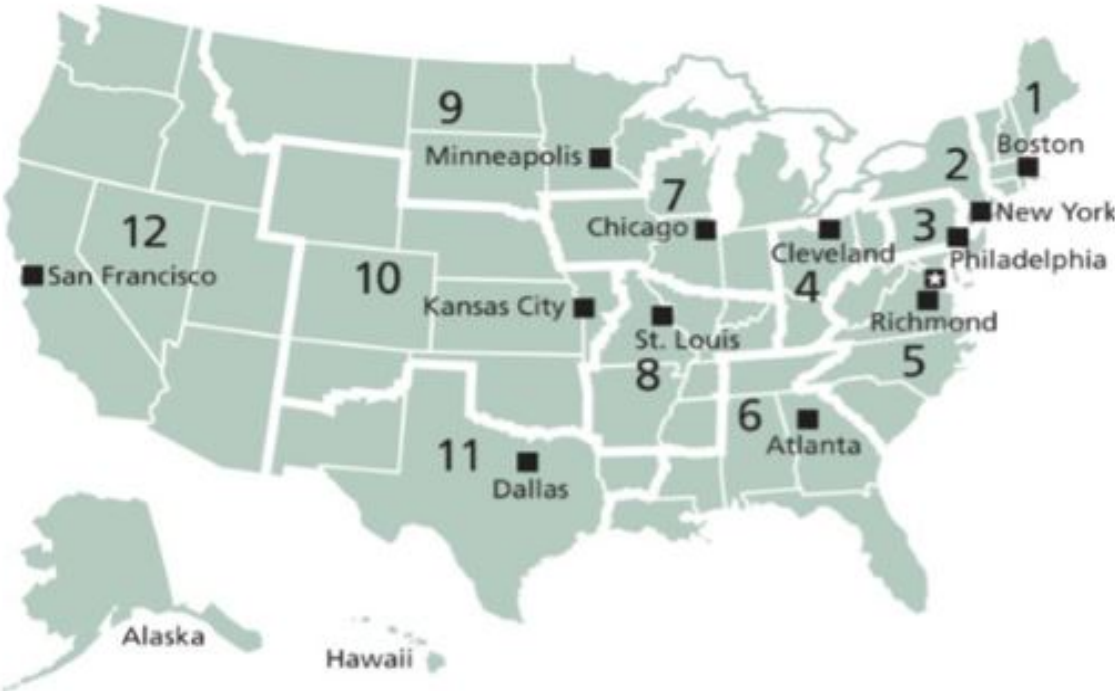 1
Boston
9
Minneapolis
2
7
Chicago
New York
3
Philadelphia
12
San Francisco
Cleveland
10
4
Kansas City
St. Louis
Richmond
8
5
6
Atlanta
11
Dallas
Alaska
Hawaii